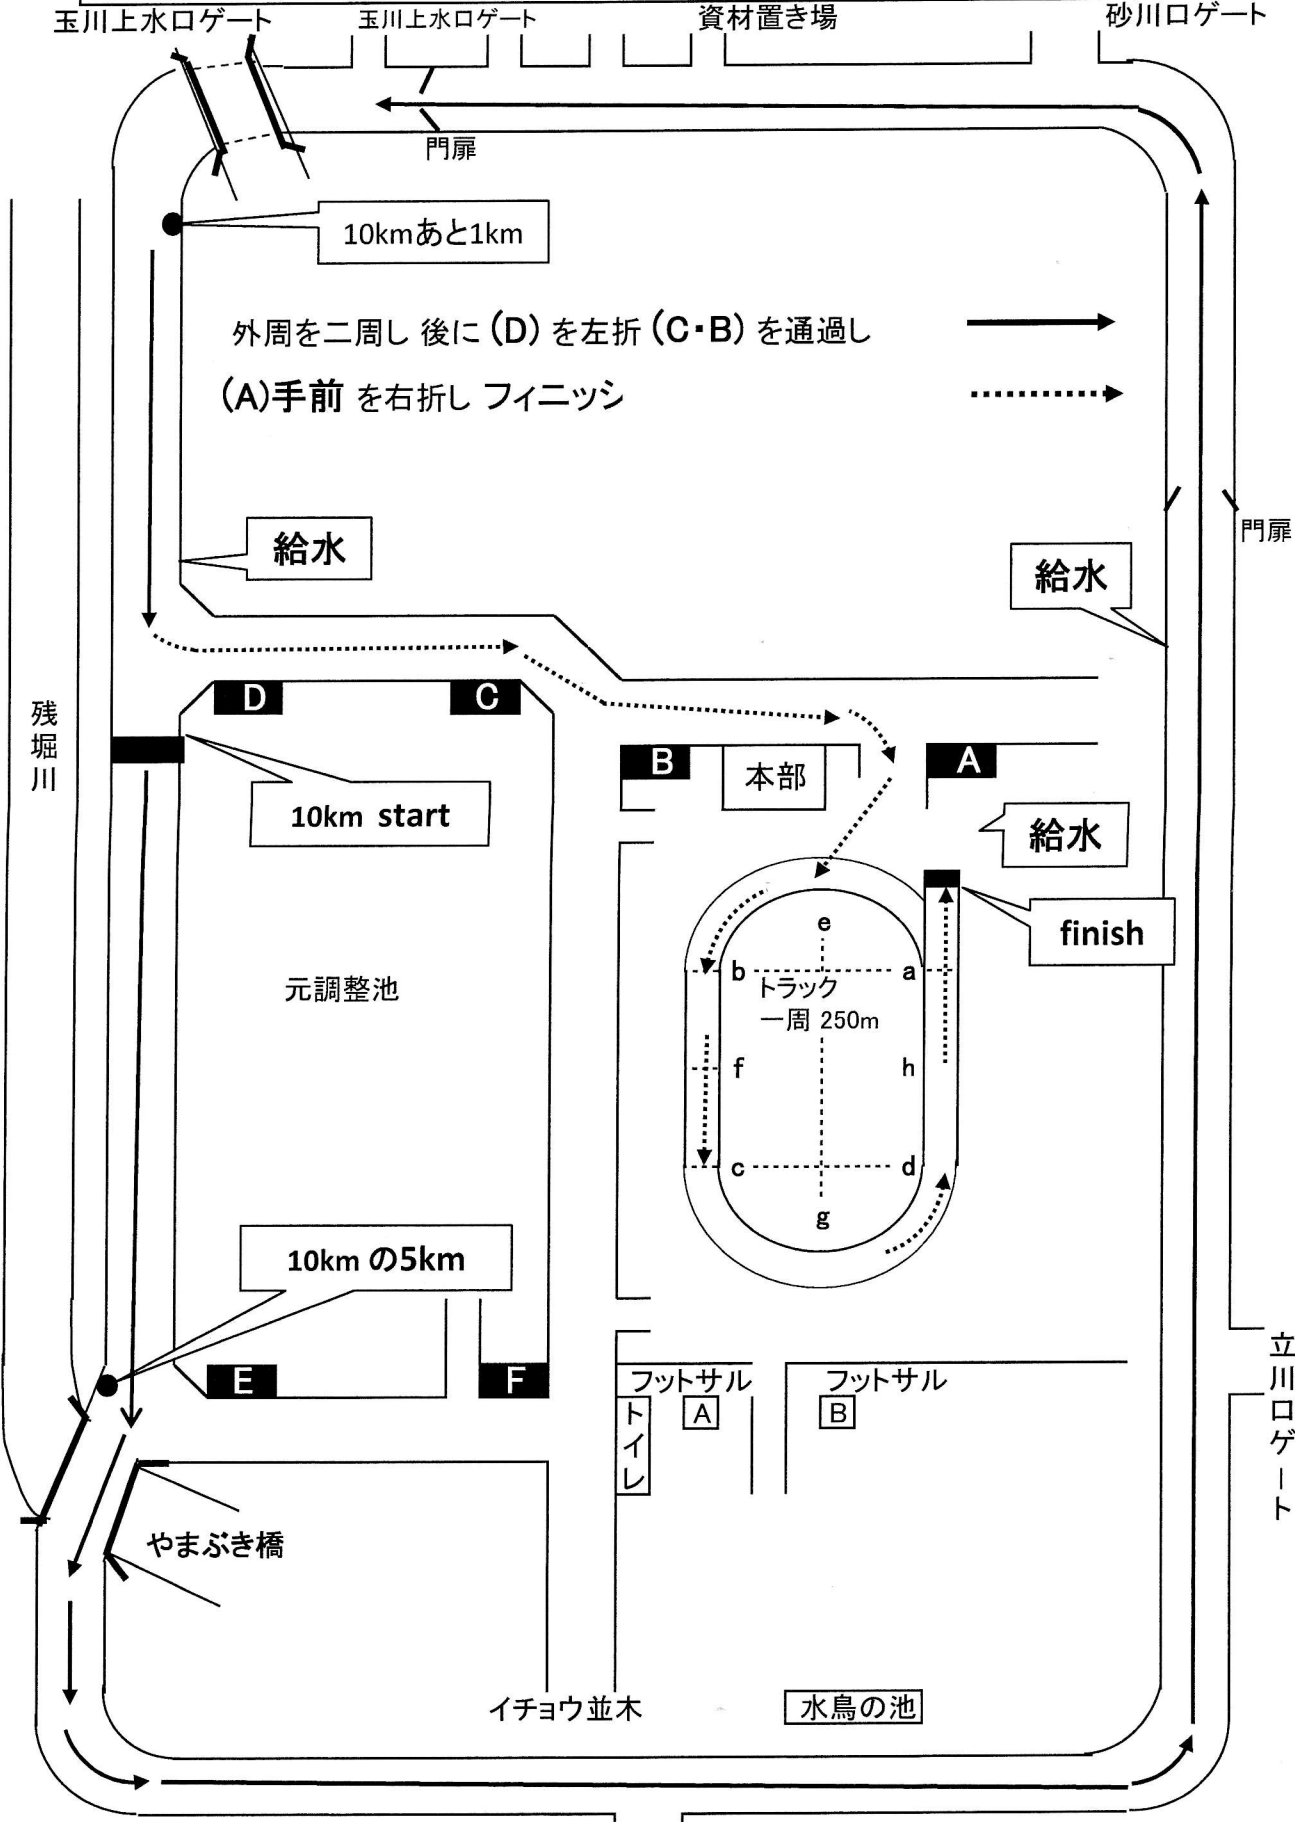 玉川上水口ゲート
玉川上水口ゲート
資材置き場
砂川口ゲート
門扉
10kmあと1km
外周を二周し 後に (D) を左折 (C・B) を通過し
(A)手前 を右折し フィニッシ
給水
門扉
給水
残堀川
D
C
B
本部
A
10km start
給水
finish
e
b
a
トラック
一周 250m
元調整池
f
h
c
d
g
10km の5km
E
F
フットサル
A
フットサル
B
トイレ
立川口ゲート
やまぶき橋
イチョウ並木
水鳥の池